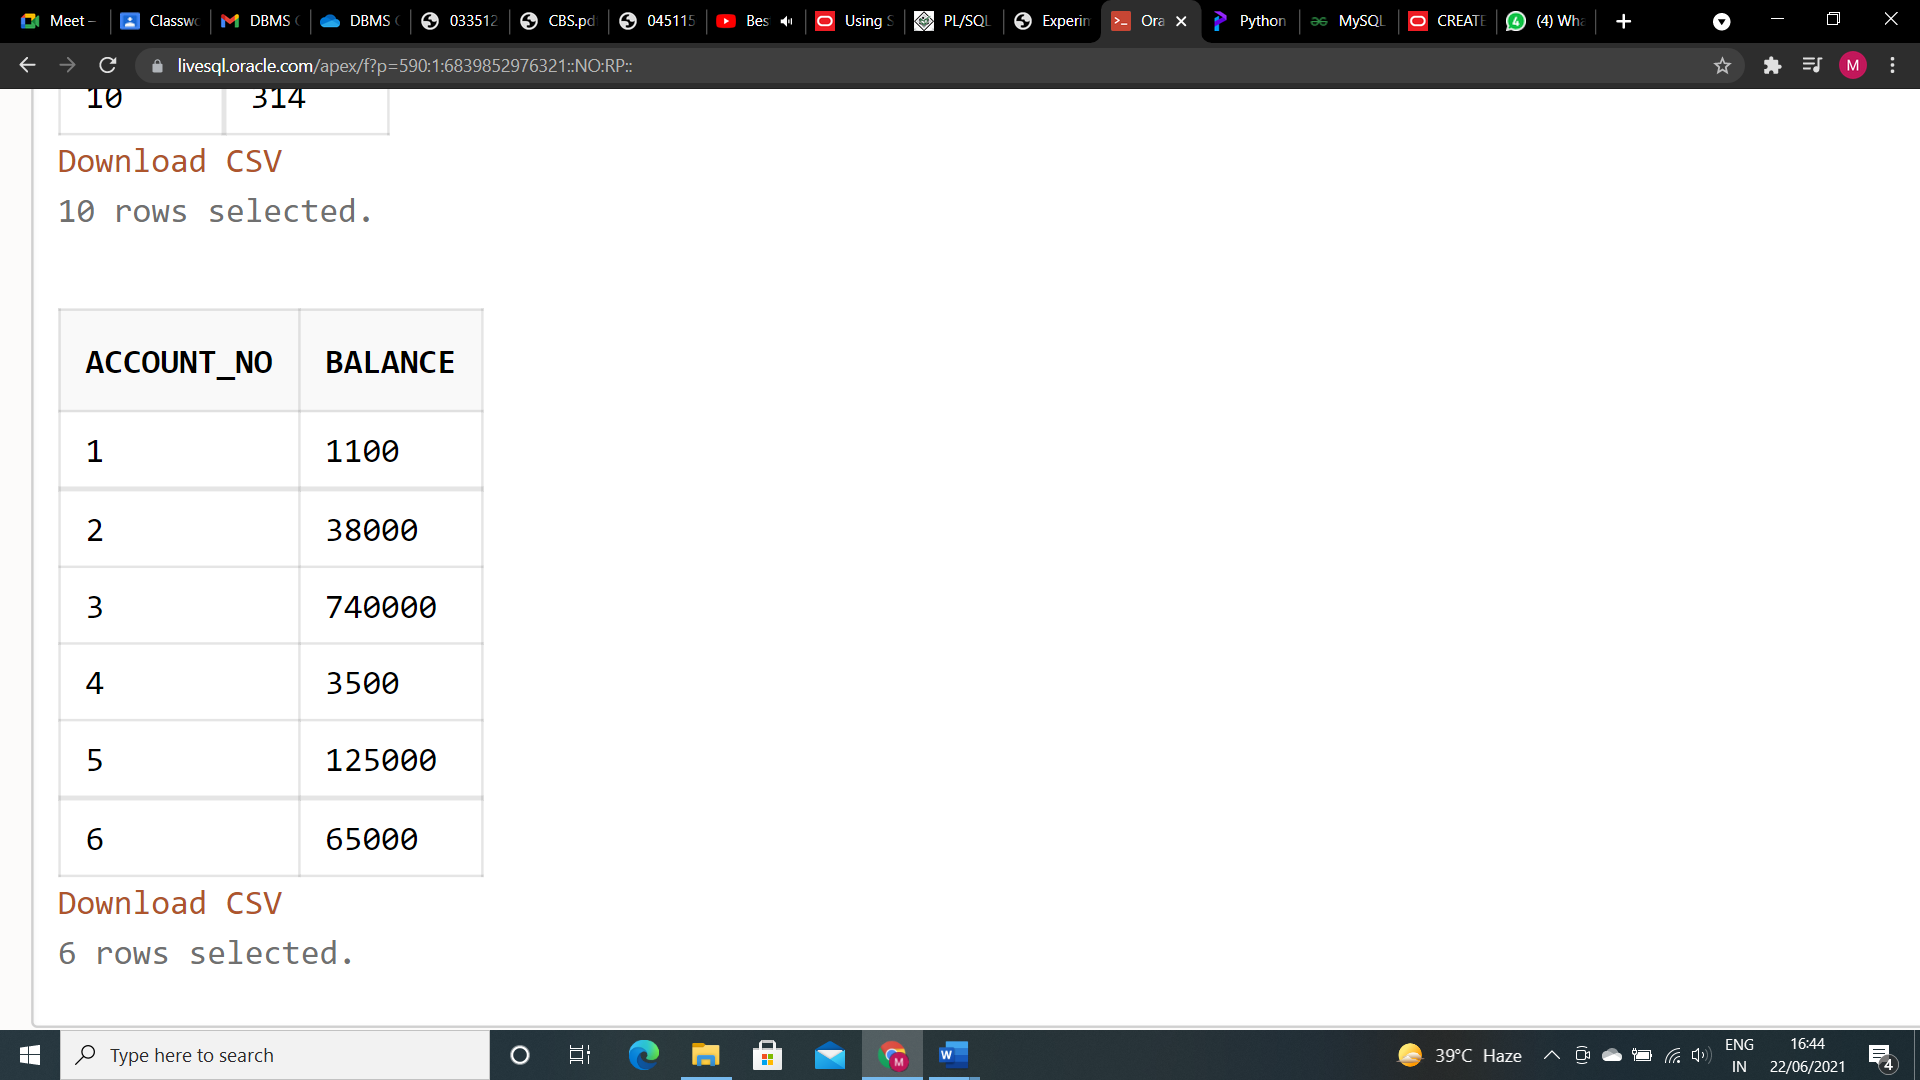 Meet - Classwo DBMS DBMS 033512 CBS.pd 045115 Bes Using S PL/SQL Experin Ora Python MySQL CREATE (4) Wha
livesql.oracle.com/apex/f?p=590:1:6839852976321::NO:RP::
M
10 314
Download CSV
10 rows selected.
ACCOUNT_NO BALANCE
1 1100
2 38000
3 740000
4 3500
5 125000
6 65000
Download CSV
6 rows selected.
Type here to search
39°C Haze
ENG
IN
16:44
22/06/2021
4